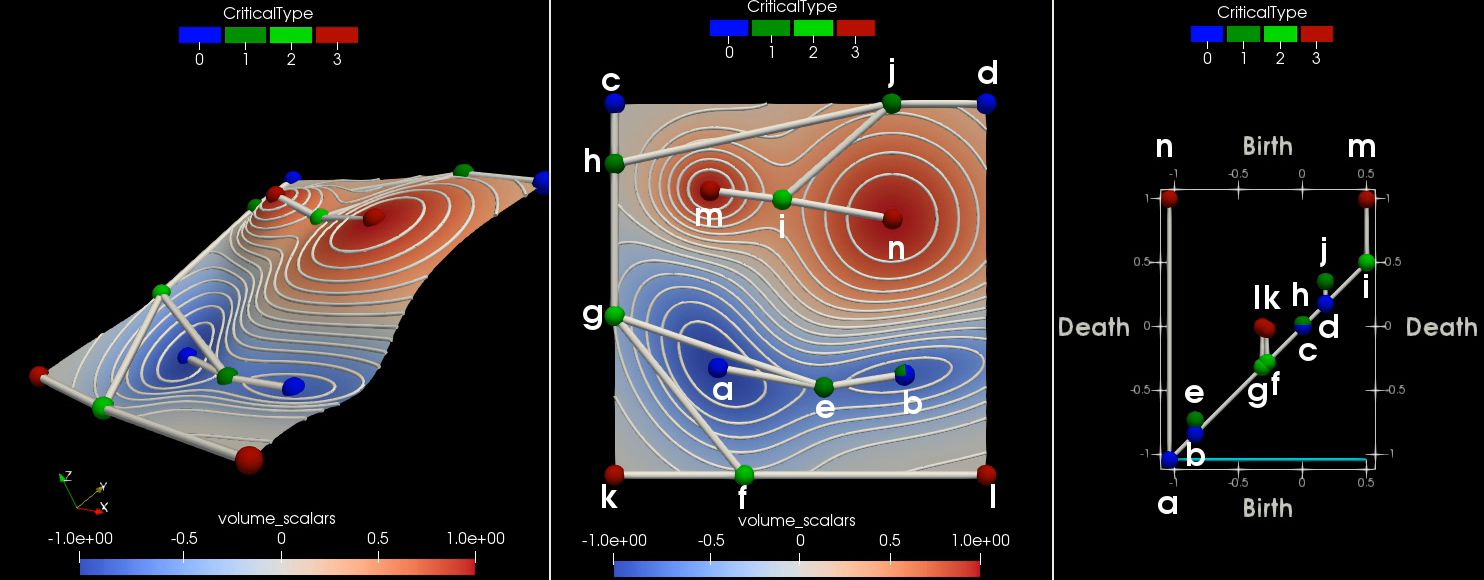 CriticalType
0 1 2 3
Z
Y
X
volume_scalars
-1.0e+00 -0.5 0 0.5 1.0e+00
CriticalType
0 1 2 3
c j d
h
m i n
g
a e b
k f l
volume_scalars
-1.0e+00 -0.5 0 0.5 1.0e+00
CriticalType
0 1 2 3
n Birth m
-1 -0.5 0 0.5
1 1
j
0.5 i 0.5
lk h
Death 0 d 0 Death
c
g f
-0.5 -0.5
e
-1 b 1
-1 -0.5 0 0.5
a Birth